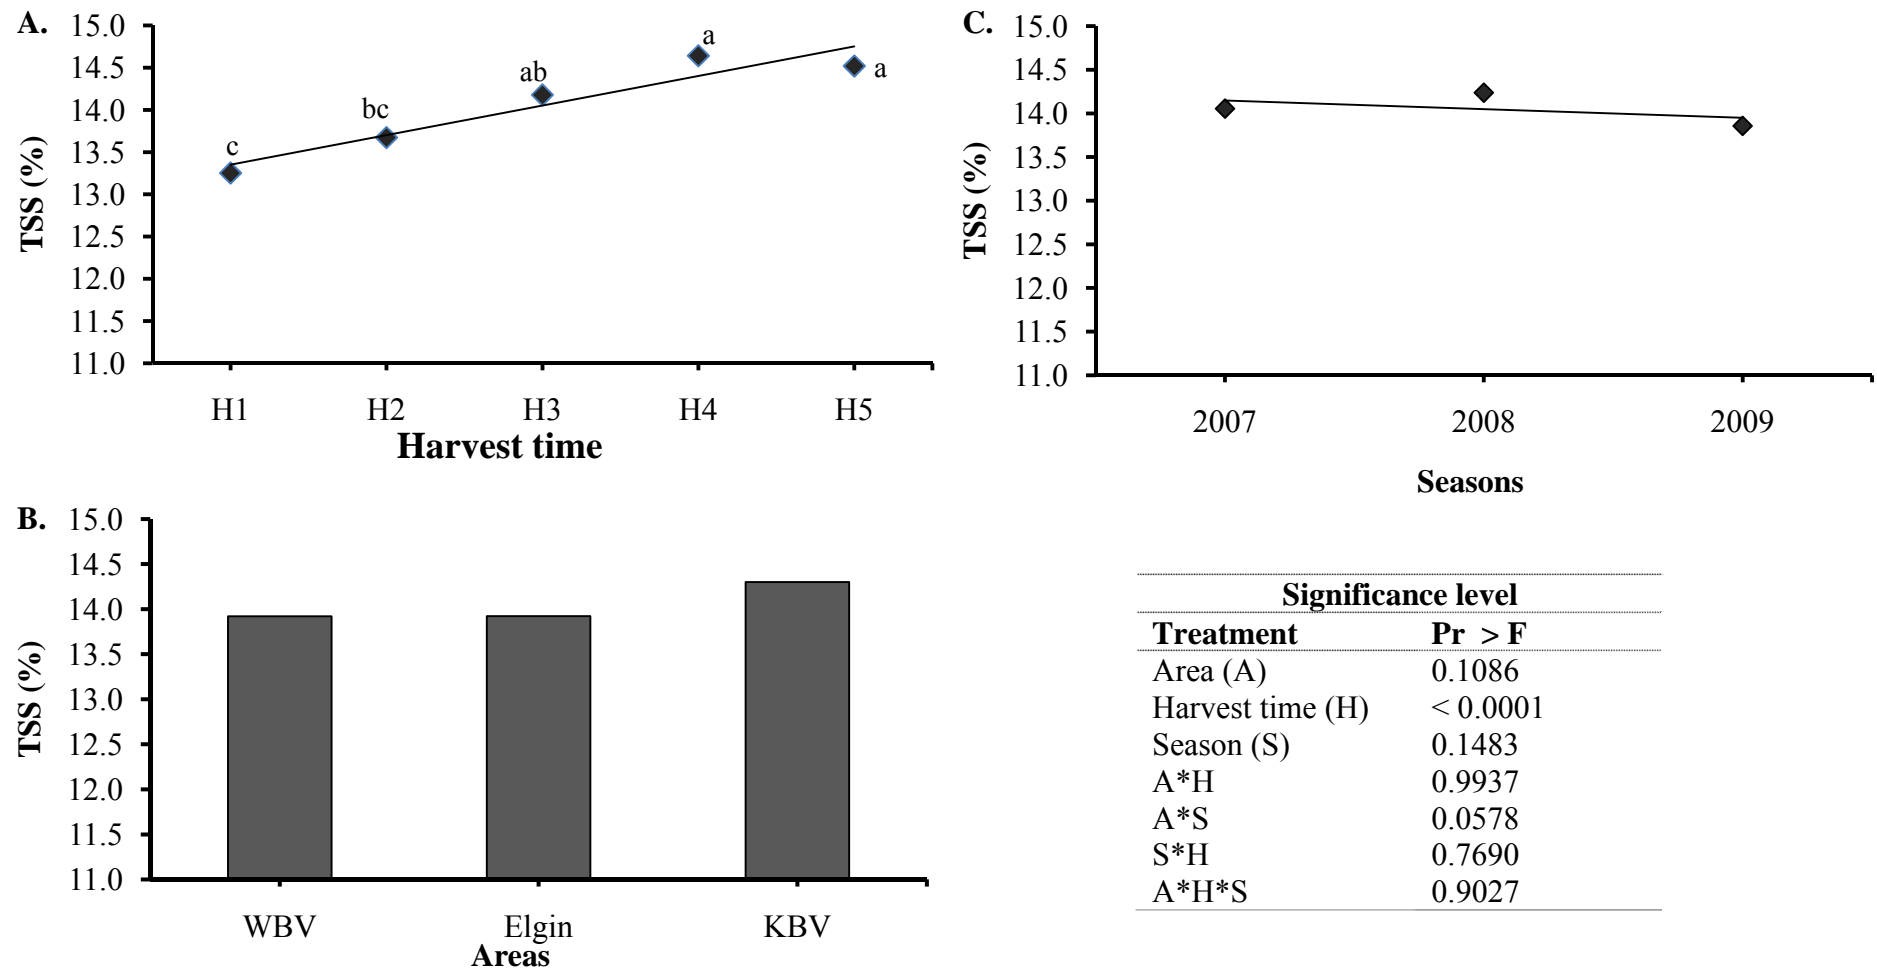 A.
15.0
14.5
14.0
13.5
13.0
12.5
12.0
11.5
11.0
TSS (%)
c
bc
ab
a
a
H1 H2 H3 H4 H5
Harvest time
B.
15.0
14.5
14.0
13.5
13.0
12.5
12.0
11.5
11.0
TSS (%)
WBV Elgin KBV
Areas
C.
15.0
14.5
14.0
13.5
13.0
12.5
12.0
11.5
11.0
TSS (%)
2007 2008 2009
Seasons
Significance level
Treatment Pr > F
Area (A) 0.1086
Harvest time (H) < 0.0001
Season (S) 0.1483
A*H 0.9937
A*S 0.0578
S*H 0.7690
A*H*S 0.9027